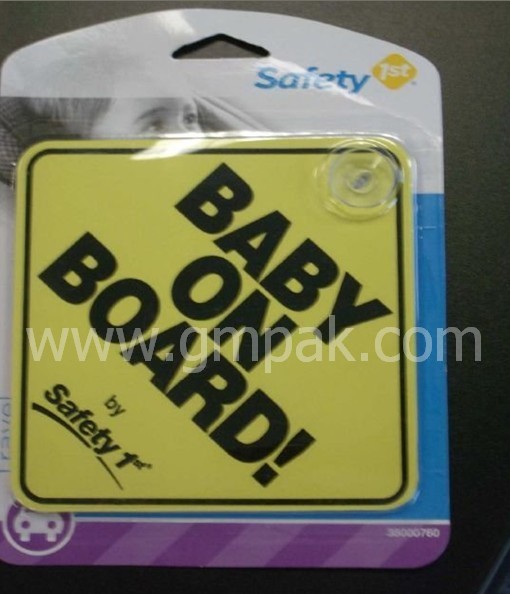 Safety 1st
BABY
ON
BOARD!
by
Safety 1st
www.gmpak.com
Travel
38000760